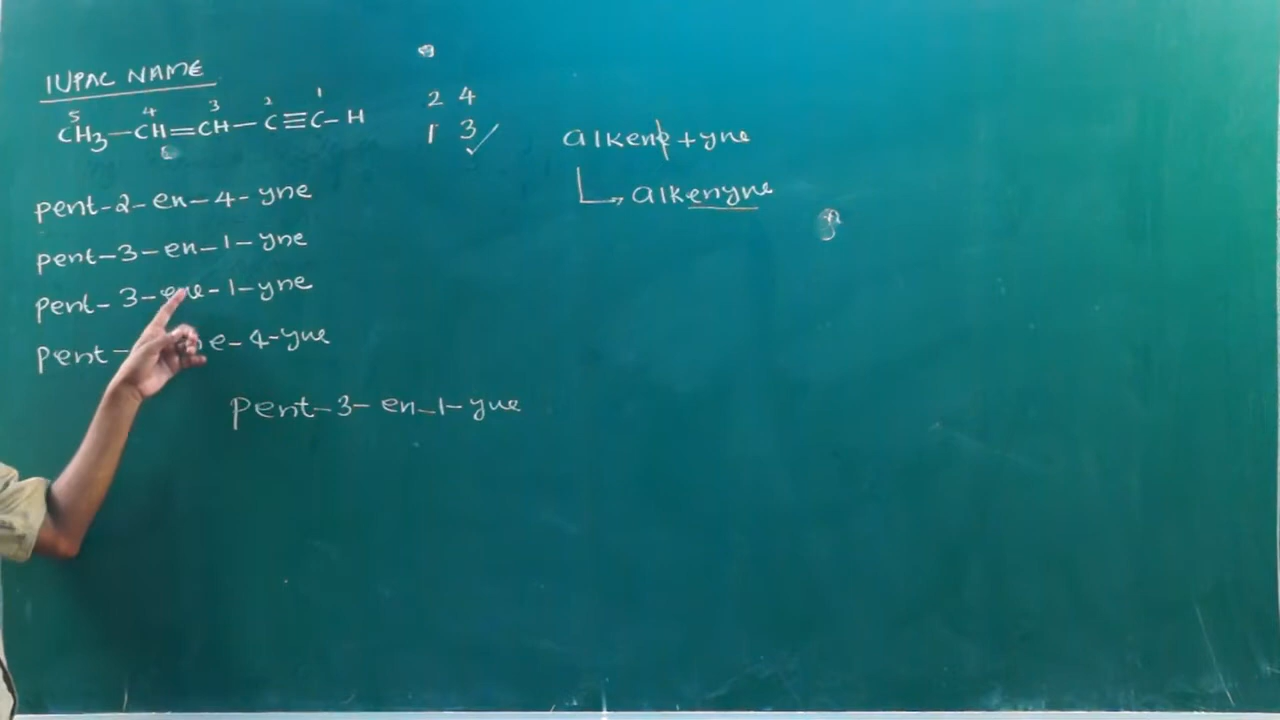 IUPAC NAME
5 4 3 2 1
CH3—CH=CH—C≡C—H
2 4
1 3 ✓
pent-2-en-4-yne
pent-3-en-1-yne
pent-3-ene-1-yne
pent- e-4-yne
pent-3-en-1-yne
alkene+yne
alkenyne